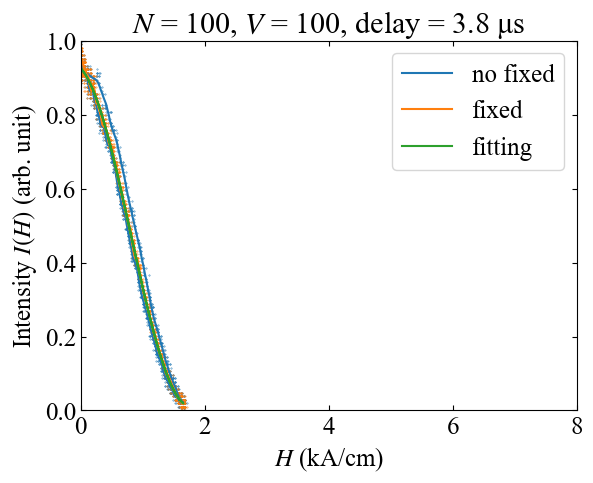 N = 100, V = 100, delay = 3.8 μs
no fixed
fixed
fitting
Intensity I(H) (arb. unit)
1.0
0.8
0.6
0.4
0.2
0.0
0 2 4 6 8
H (kA/cm)